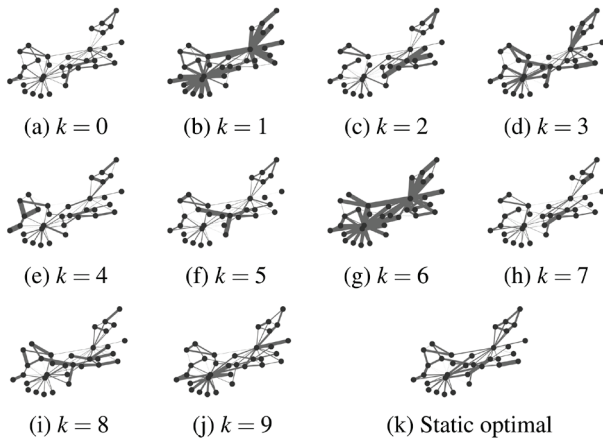 (a) k = 0 (b) k = 1 (c) k = 2 (d) k = 3
(e) k = 4 (f) k = 5 (g) k = 6 (h) k = 7
(i) k = 8 (j) k = 9 (k) Static optimal